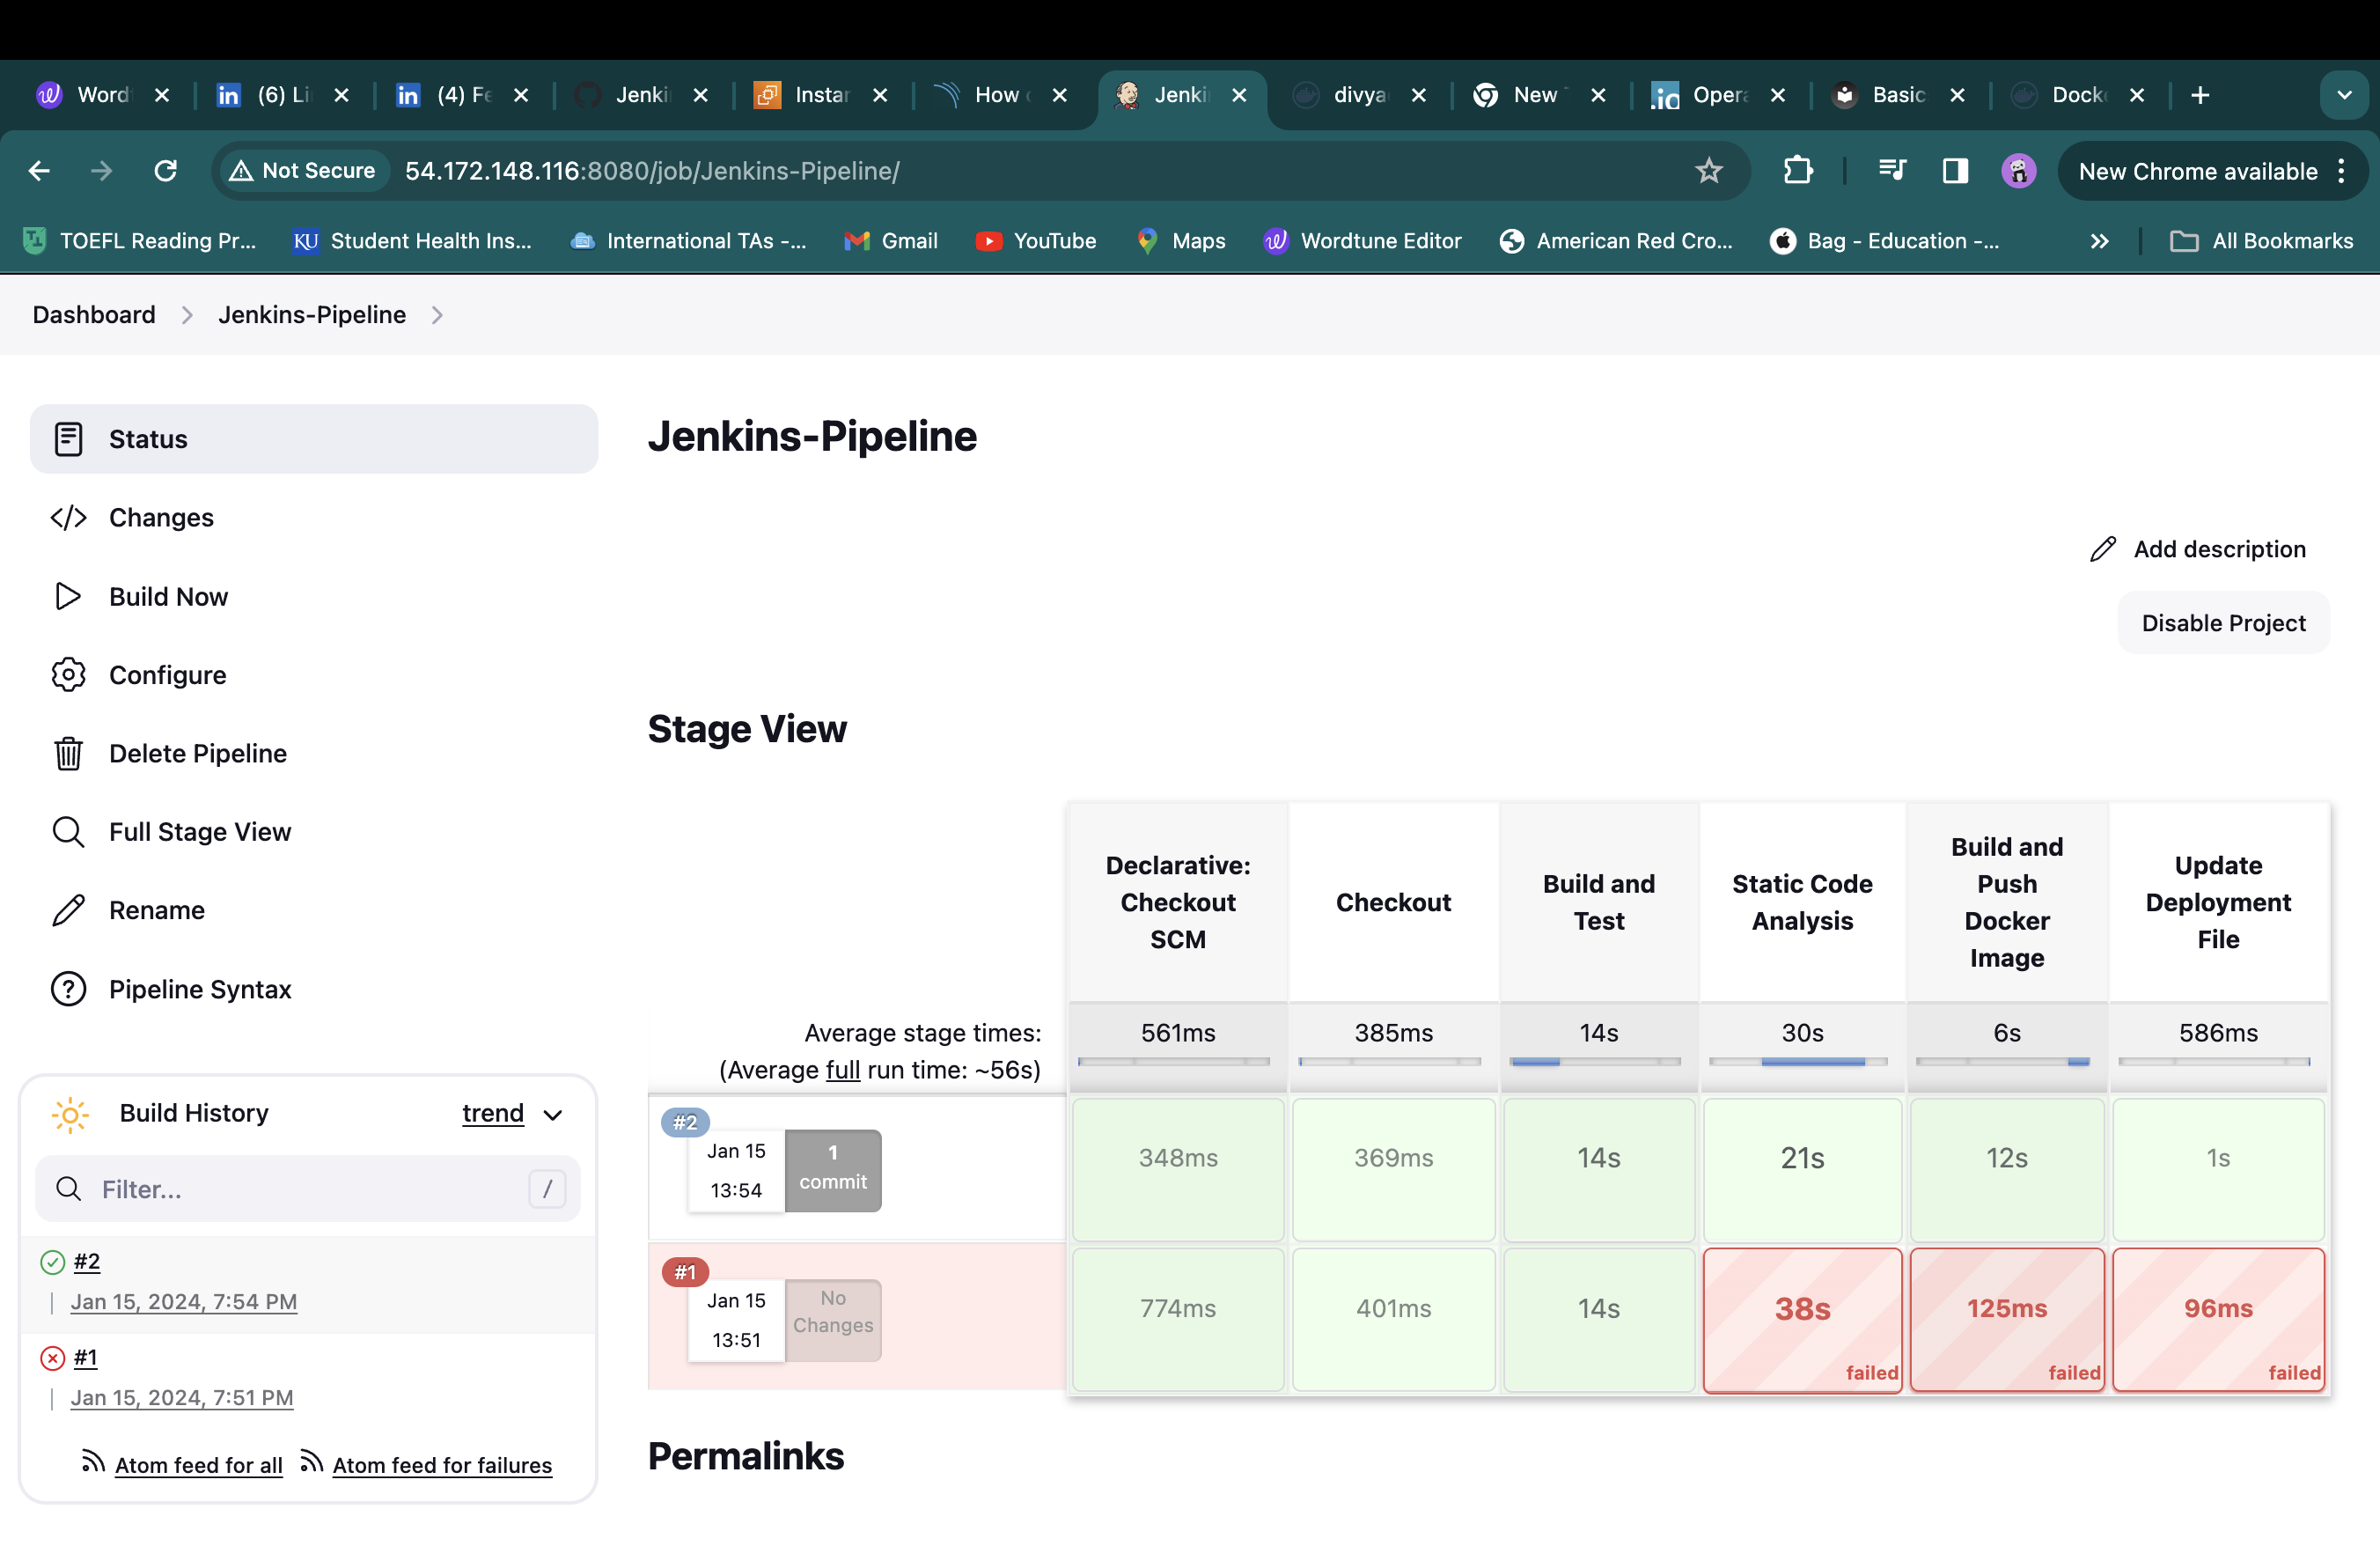 Word
(6) Li
(4) Fe
Jenki
Instan
How
Jenki
divya
New
Opera
Basic
Docke
Not Secure
54.172.148.116:8080/job/Jenkins-Pipeline/
New Chrome available
TOEFL Reading Pr...
KU
Student Health Ins...
International TAs -...
Gmail
YouTube
Maps
Wordtune Editor
American Red Cro...
Bag - Education -...
All Bookmarks
Dashboard
Jenkins-Pipeline
Status
Changes
Build Now
Configure
Delete Pipeline
Full Stage View
Rename
Pipeline Syntax
Build History
trend
Filter...
/
#2
Jan 15, 2024, 7:54 PM
#1
Jan 15, 2024, 7:51 PM
Atom feed for all
Atom feed for failures
Jenkins-Pipeline
Add description
Disable Project
Stage View
Declarative:
Checkout
SCM
Checkout
Build and
Test
Static Code
Analysis
Build and
Push
Docker
Image
Update
Deployment
File
Average stage times:
(Average full run time: ~56s)
561ms
385ms
14s
30s
6s
586ms
#2
Jan 15
13:54
1
commit
348ms
369ms
14s
21s
12s
1s
#1
Jan 15
13:51
No
Changes
774ms
401ms
14s
38s
failed
125ms
failed
96ms
failed
Permalinks